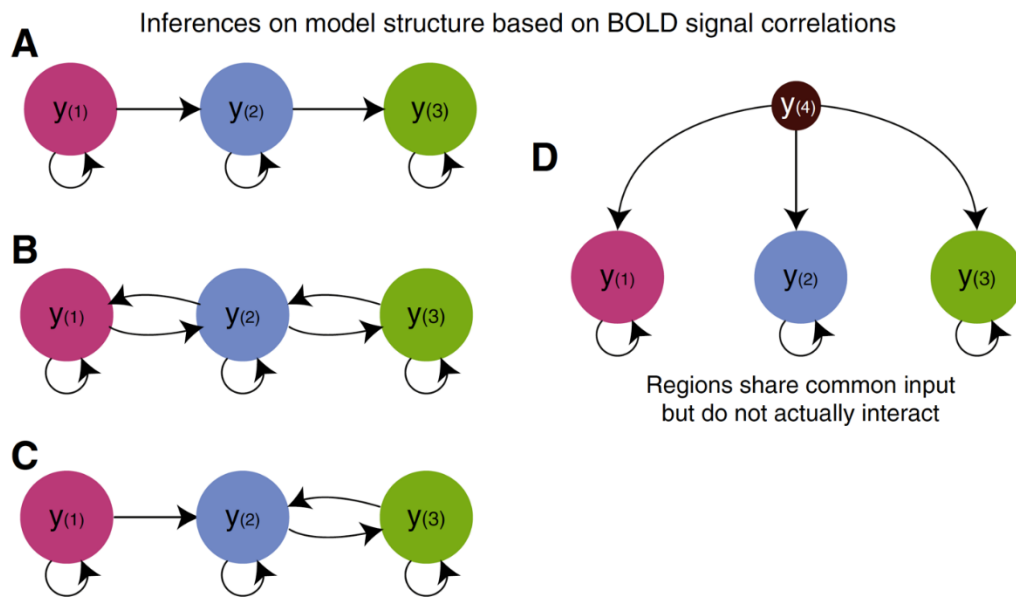 Inferences on model structure based on BOLD signal correlations
A
y(1)
y(2)
y(3)
B
y(1)
y(2)
y(3)
C
y(1)
y(2)
y(3)
D
y(4)
y(1)
y(2)
y(3)
Regions share common input
but do not actually interact